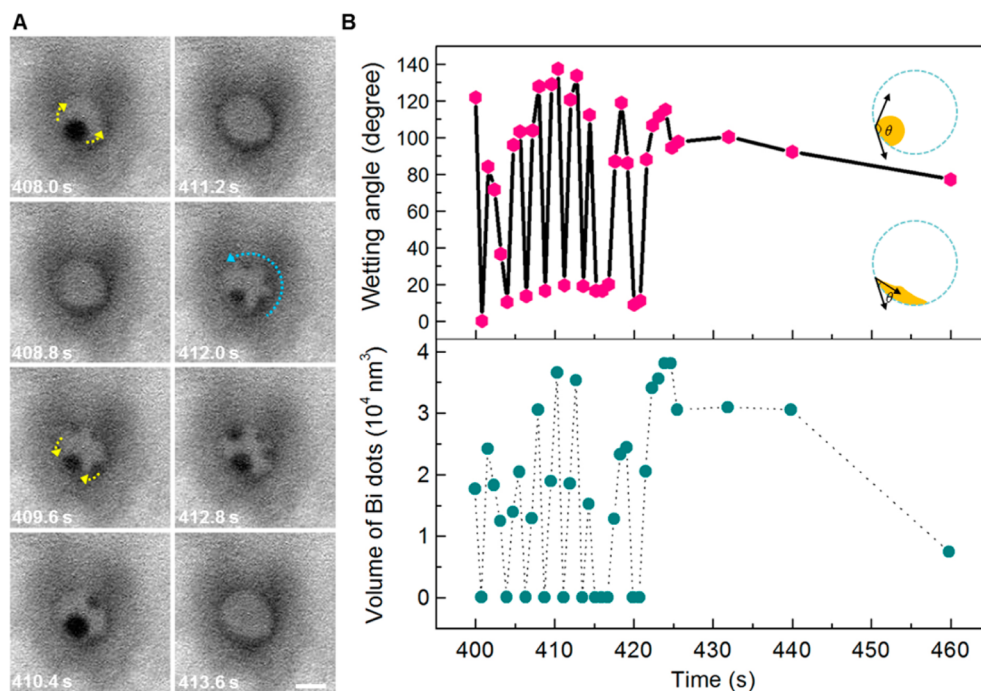 A
408.0 s
411.2 s
408.8 s
412.0 s
409.6 s
412.8 s
410.4 s
413.6 s
B
Wetting angle (degree)
140
120
100
80
60
40
20
0
θ
θ
Volume of Bi dots (10⁴ nm³)
4
3
2
1
0
400 410 420 430 440 450 460
Time (s)